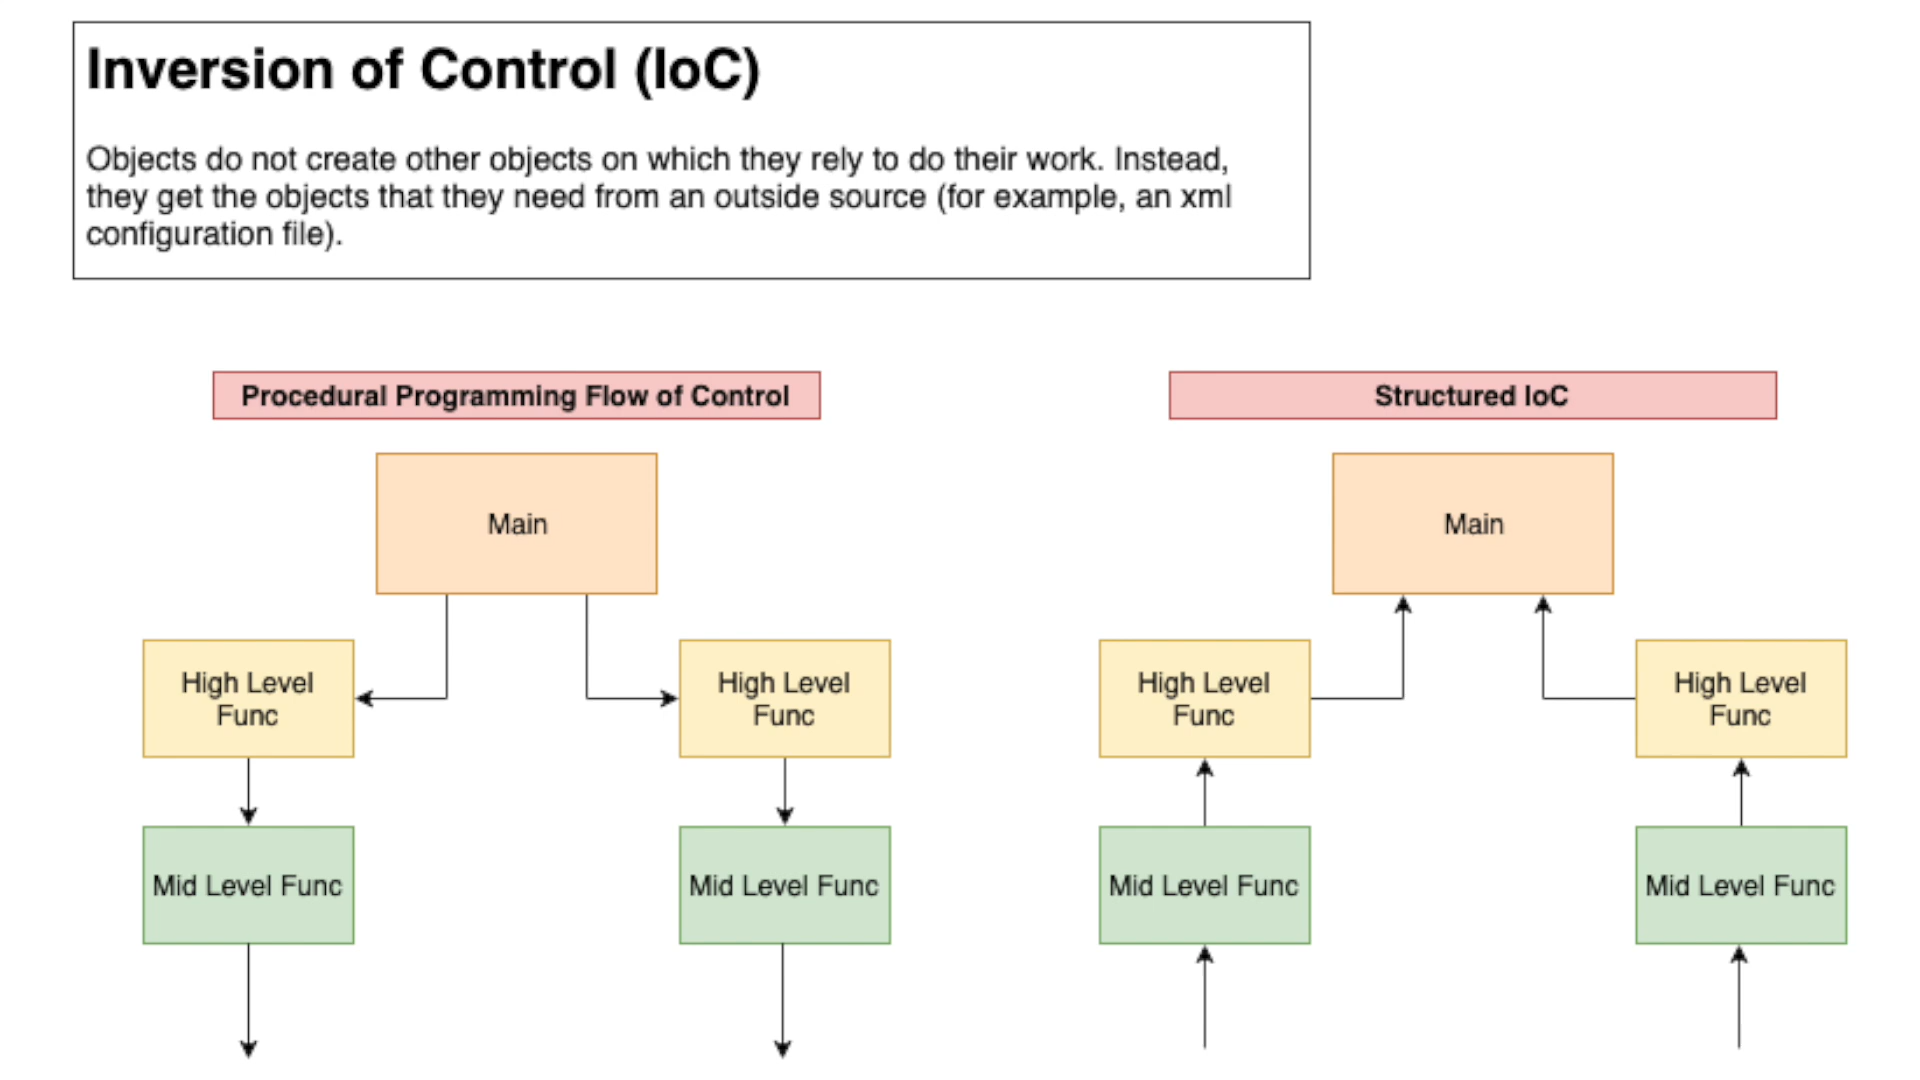 Inversion of Control (IoC)
Objects do not create other objects on which they rely to do their work. Instead,
they get the objects that they need from an outside source (for example, an xml
configuration file).
Procedural Programming Flow of Control
Main
High Level
Func
High Level
Func
Mid Level Func
Mid Level Func
Structured IoC
Main
High Level
Func
High Level
Func
Mid Level Func
Mid Level Func